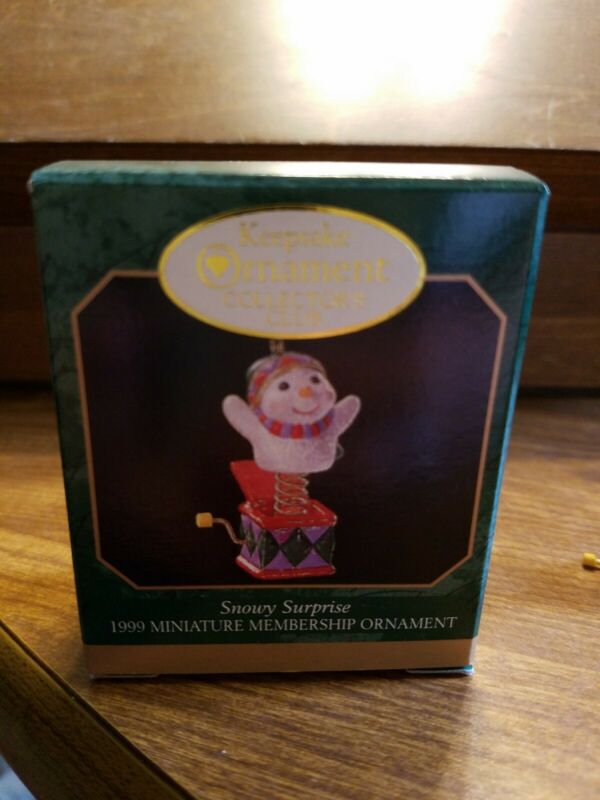 Keepsake
Ornament
COLLECTOR'S
CLUB
Snowy Surprise
1999 MINIATURE MEMBERSHIP ORNAMENT